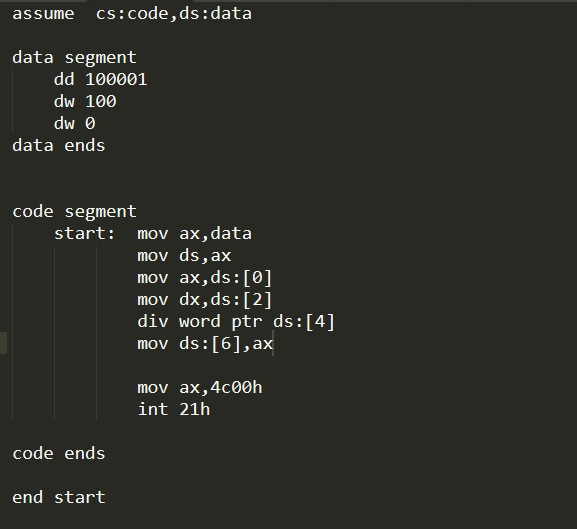 assume  cs:code,ds:data
data segment
    dd 100001
    dw 100
    dw 0
data ends
code segment
    start:  mov ax,data
            mov ds,ax
            mov ax,ds:[0]
            mov dx,ds:[2]
            div word ptr ds:[4]
            mov ds:[6],ax
            mov ax,4c00h
            int 21h
code ends
end start